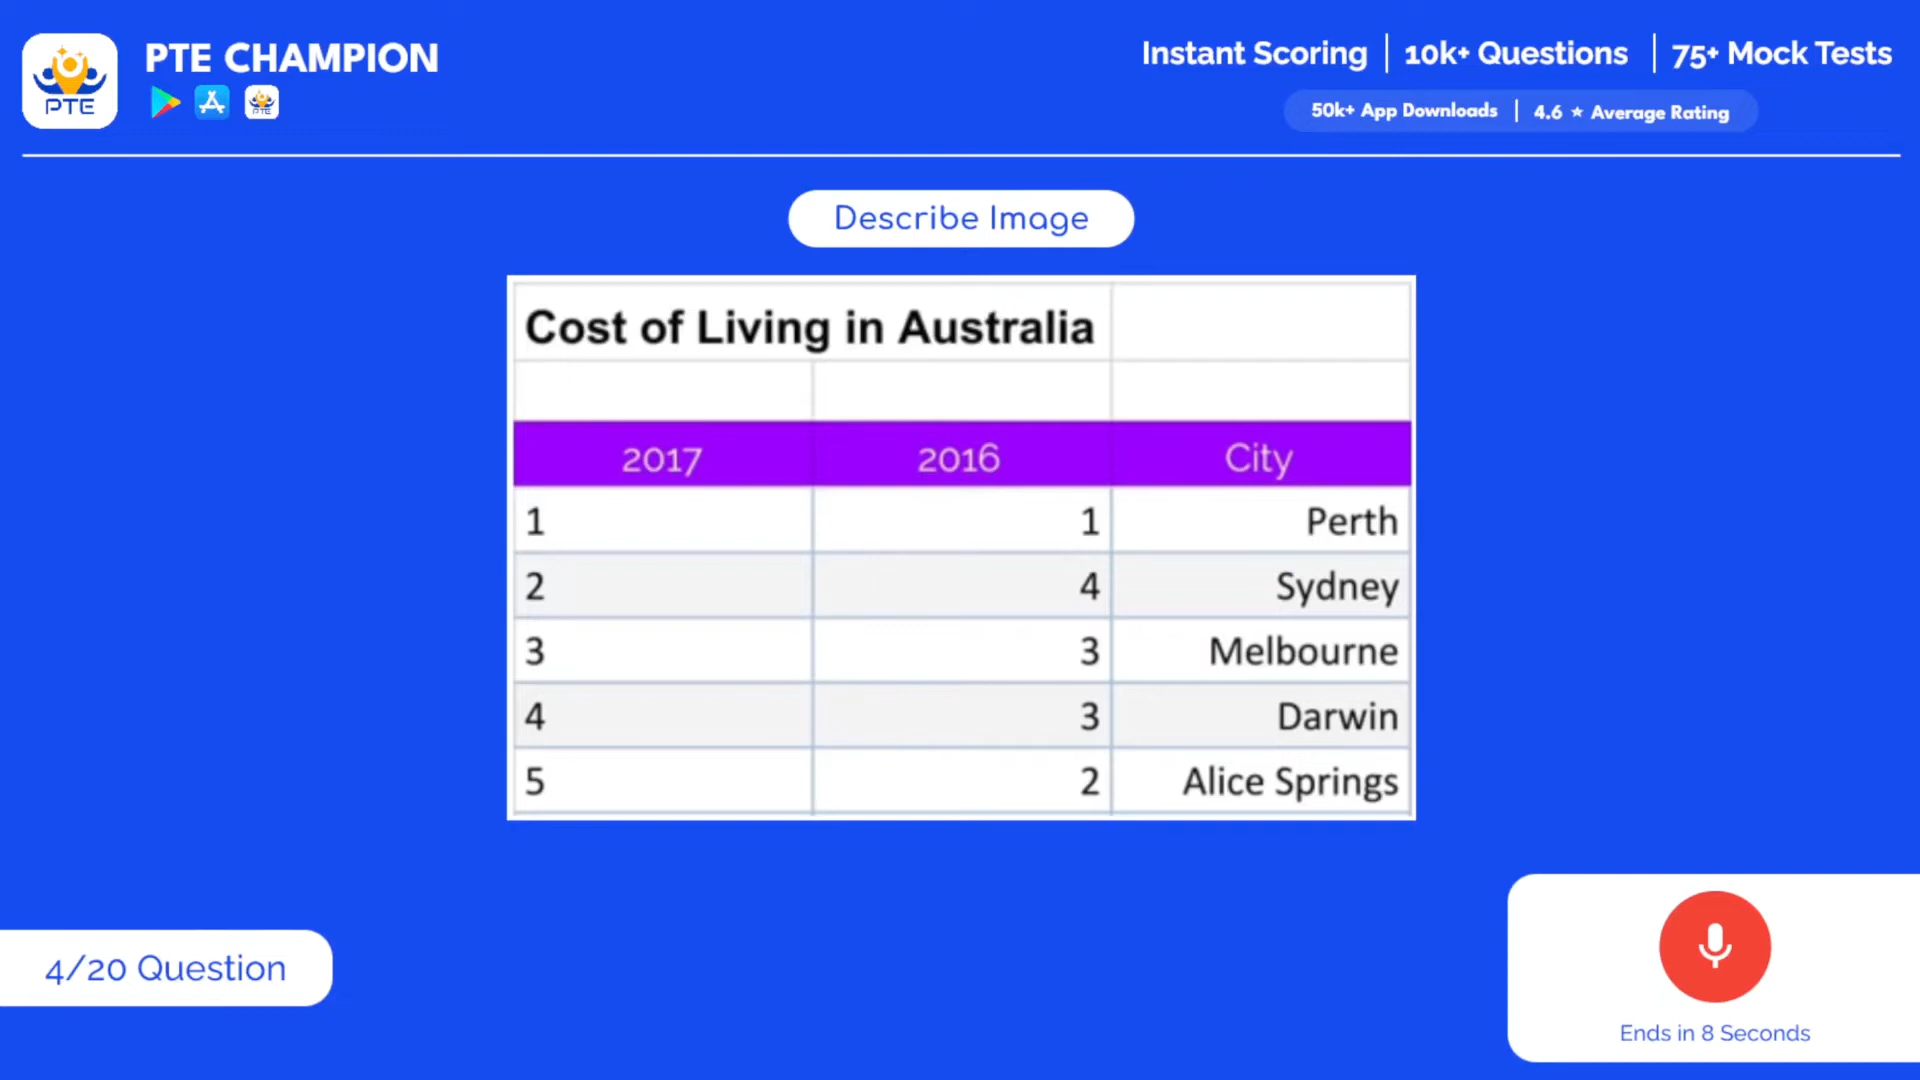 PTE CHAMPION
PTE
PTE
Instant Scoring | 10k+ Questions | 75+ Mock Tests
50k+ App Downloads | 4.6 ★ Average Rating
Describe Image
Cost of Living in Australia
2017 2016 City
1 1 Perth
2 4 Sydney
3 3 Melbourne
4 3 Darwin
5 2 Alice Springs
4/20 Question
Ends in 8 Seconds